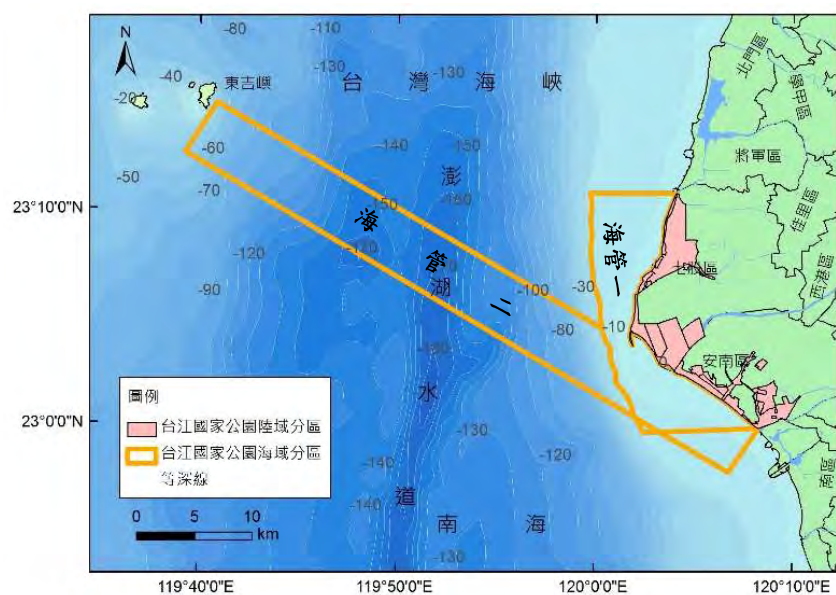 N
-80
-110
-130
台灣海峽
-130
-40
東吉嶼
-20
北門區
學甲區
-60
-50
-70
-140
-150
將軍區
23°10'0"N
澎湖水道
-150
-160
佳里區
西港區
海管一
七股區
-120
海管二
-120
-90
-100
-30
-80
-10
安南區
圖例
台江國家公園陸域分區
台江國家公園海域分區
等深線
23°0'0"N
-130
-120
-140
-140
南海
-130
南區
0 5 10
km
119°40'0"E
119°50'0"E
120°0'0"E
120°10'0"E